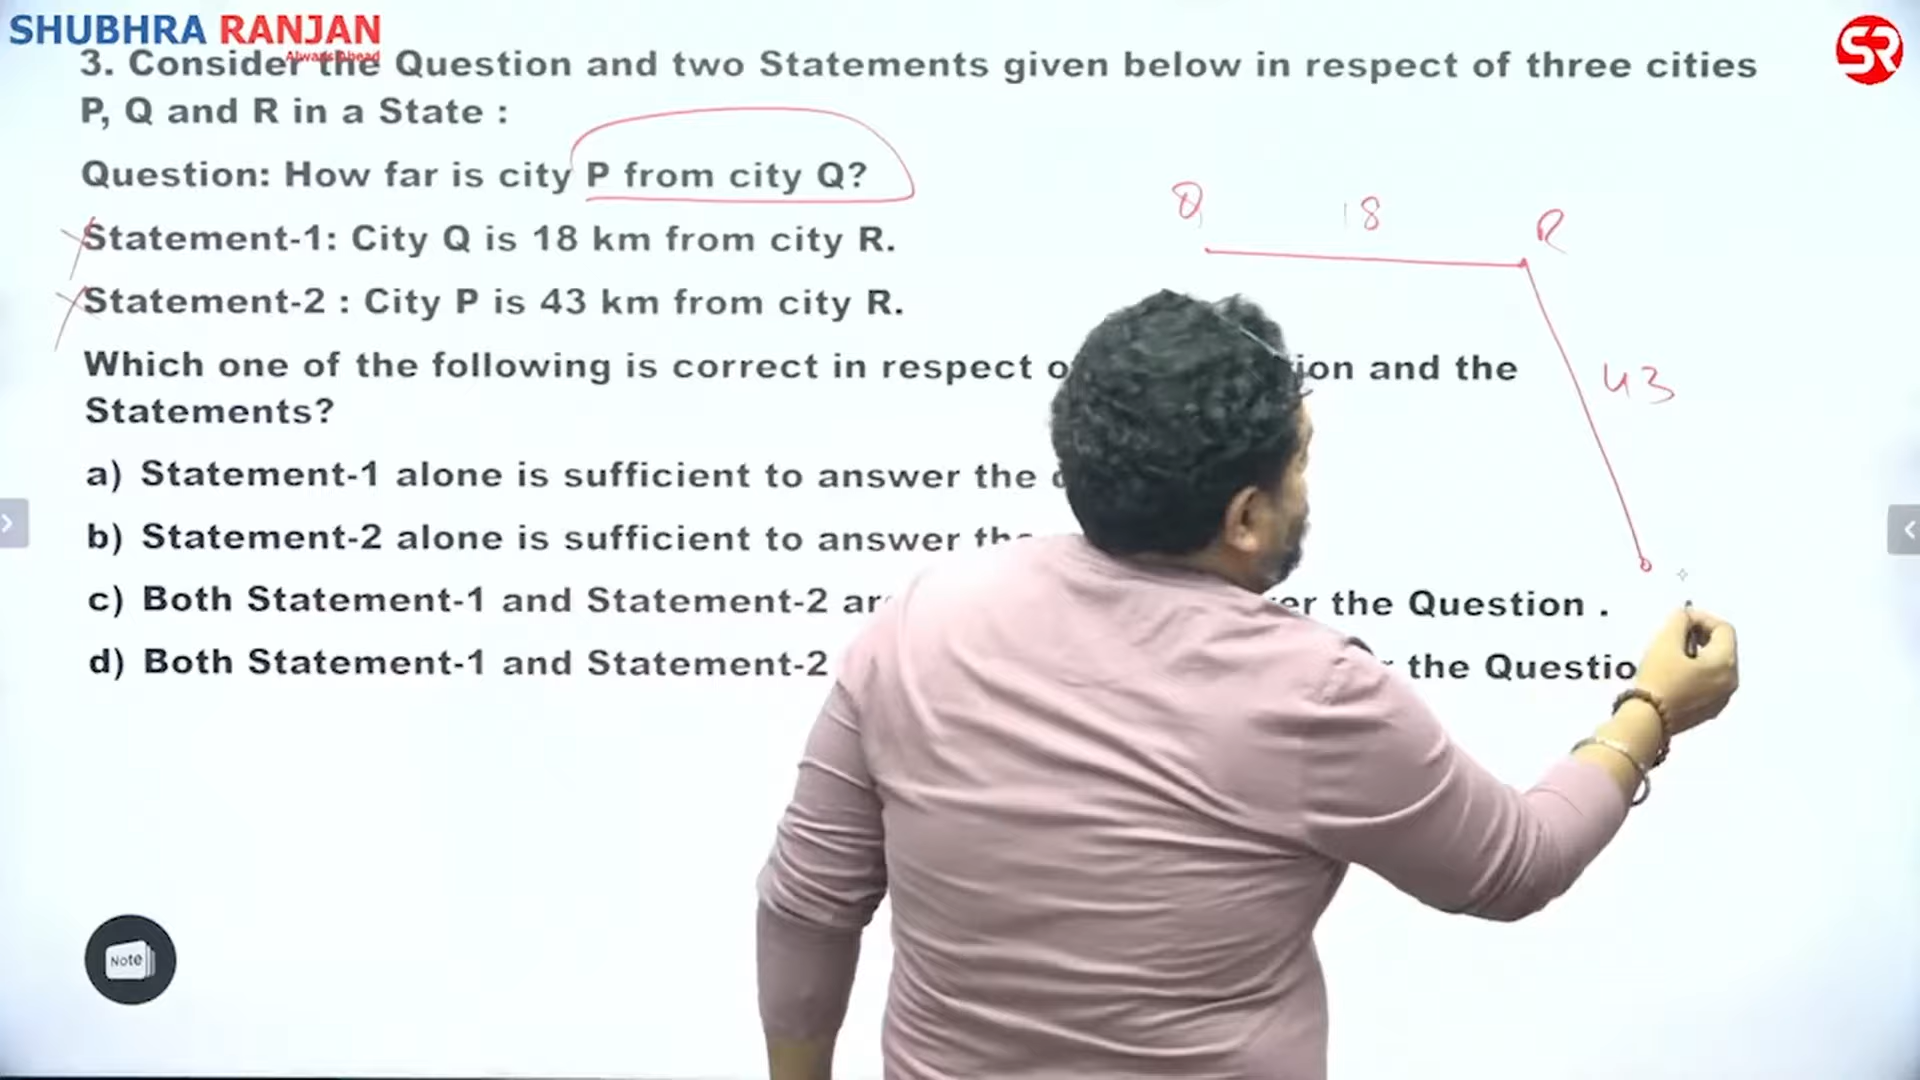 SHUBHRA RANJAN
Always Ahead
SR
3. Consider the Question and two Statements given below in respect of three cities
P, Q and R in a State :
Question: How far is city P from city Q?
Statement-1: City Q is 18 km from city R.
Statement-2 : City P is 43 km from city R.
Which one of the following is correct in respect and the
Statements?
a) Statement-1 alone is sufficient to answer the
b) Statement-2 alone is sufficient to answer
c) Both Statement-1 and Statement-2 the Question .
d) Both Statement-1 and Statement-2 the
Q 18 R
43
Note